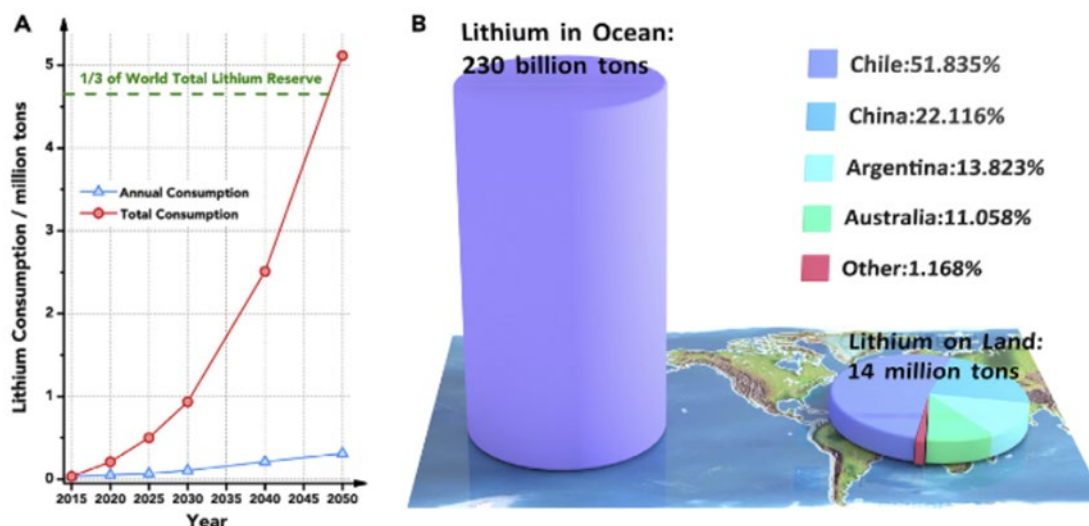 A
Lithium Consumption / million tons
5
4
3
2
1
0
1/3 of World Total Lithium Reserve
Annual Consumption
Total Consumption
2015 2020 2025 2030 2035 2040 2045 2050
Year
B
Lithium in Ocean:
230 billion tons
Chile:51.835%
China:22.116%
Argentina:13.823%
Australia:11.058%
Other:1.168%
Lithium on Land:
14 million tons